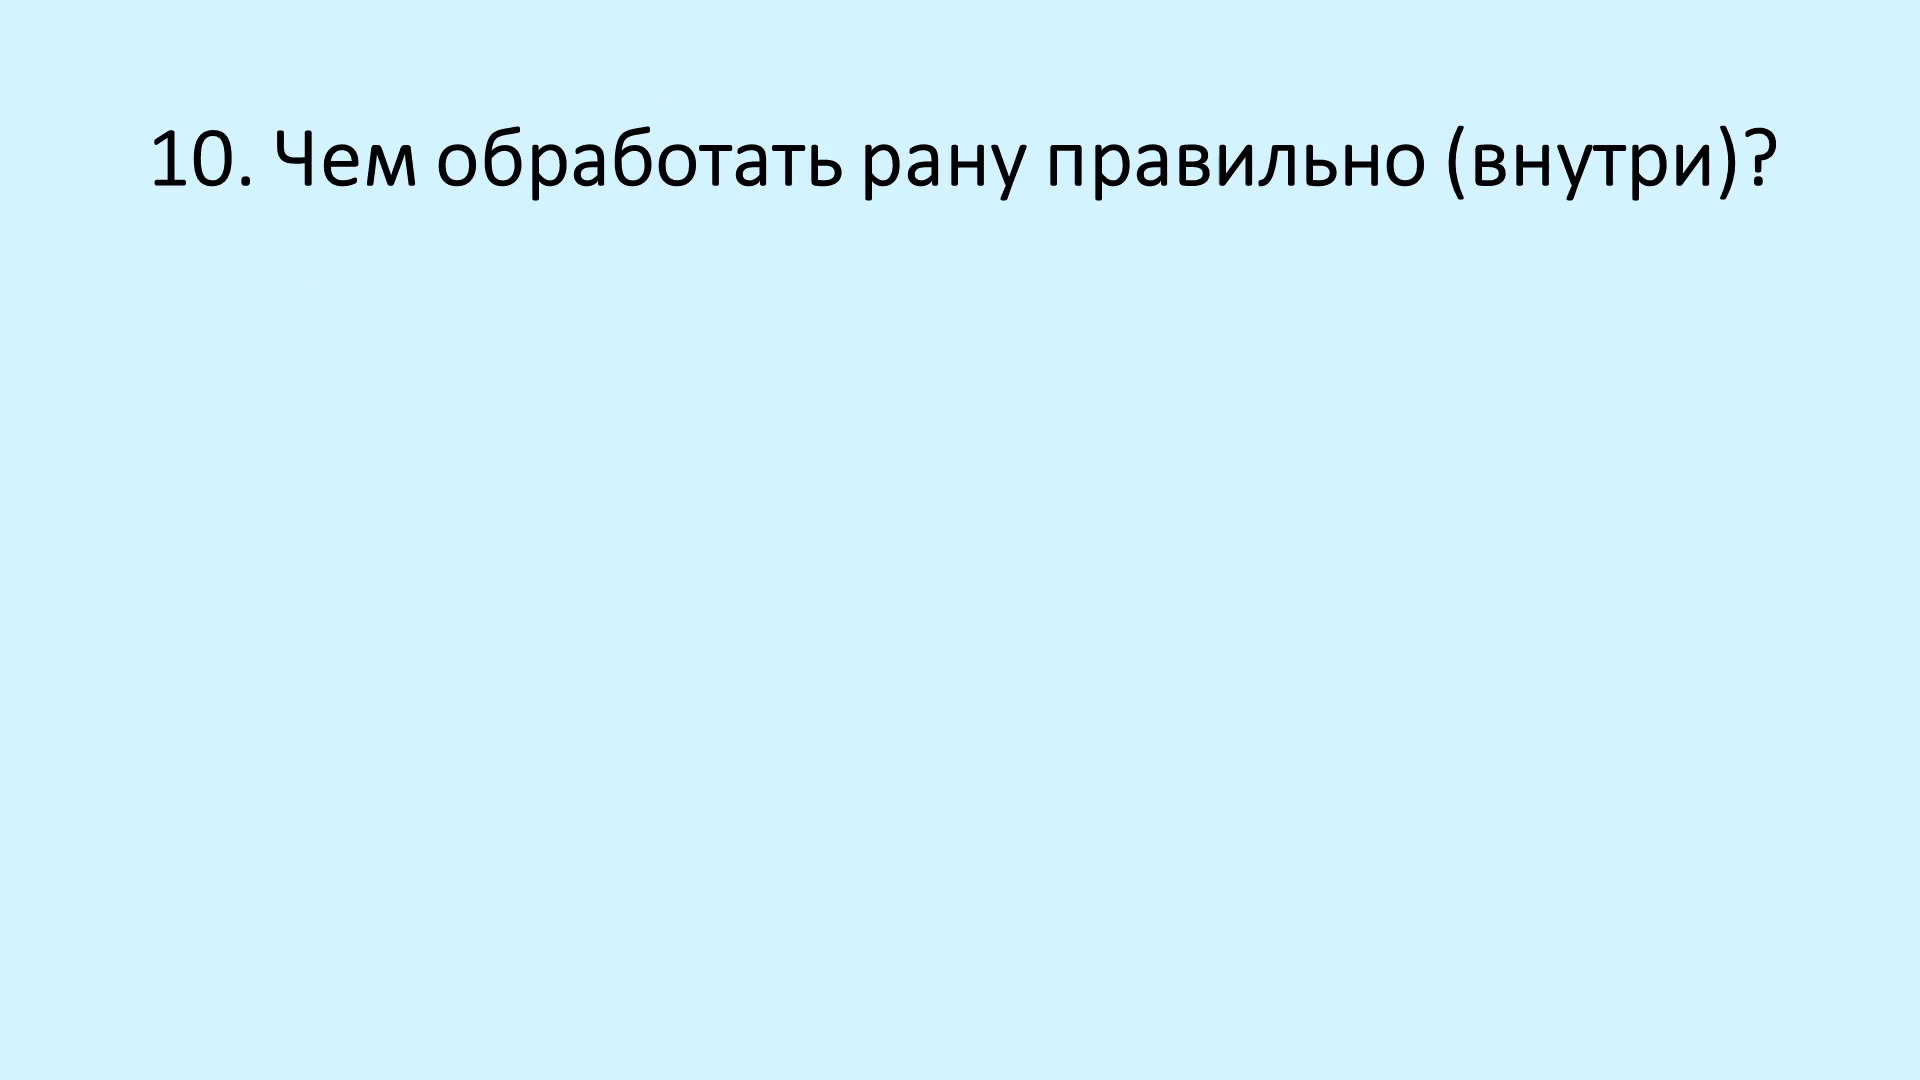 10. Чем обработать рану правильно (внутри)?